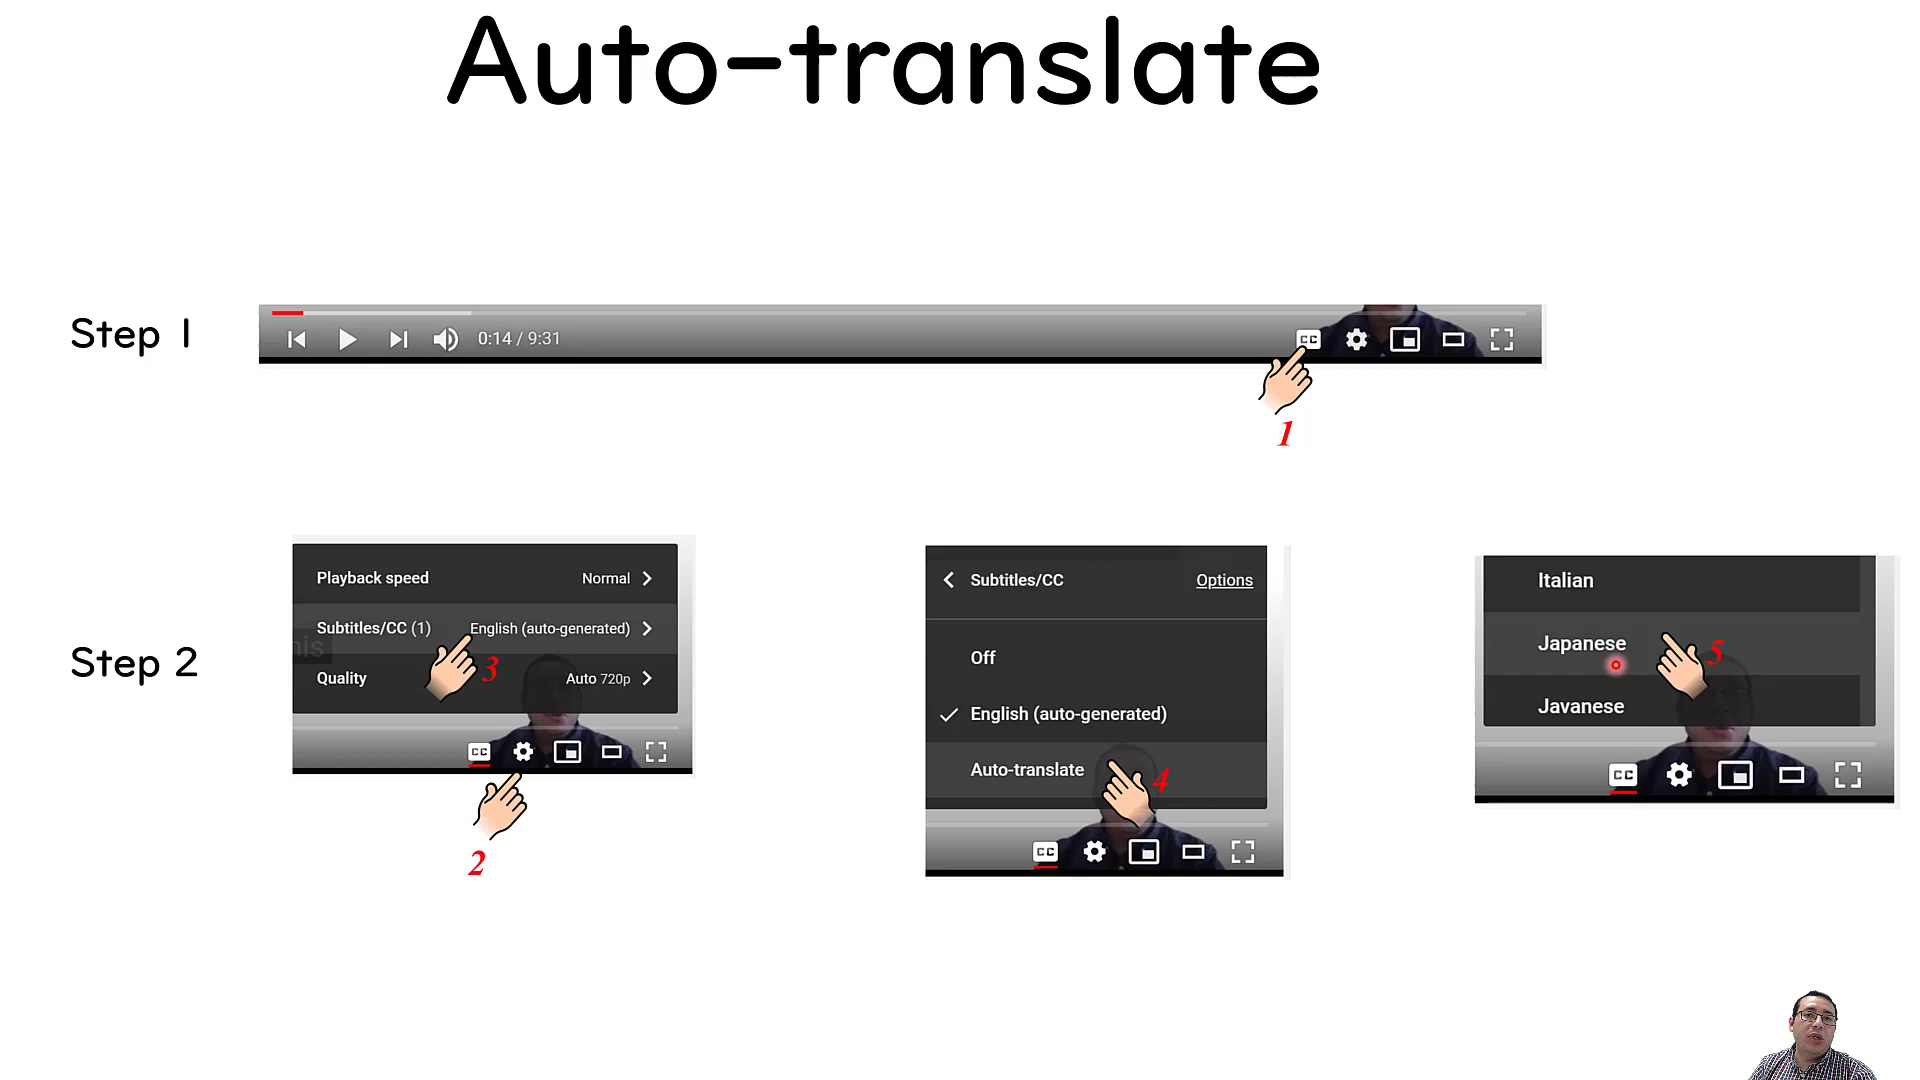 Auto-translate
Step 1
0:14 / 9:31
CC
1
Step 2
Playback speed Normal
Subtitles/CC (1) English (auto-generated)
Quality Auto 720p
CC
3
2
Subtitles/CC Options
Off
English (auto-generated)
Auto-translate
CC
4
Italian
Japanese
Javanese
CC
5